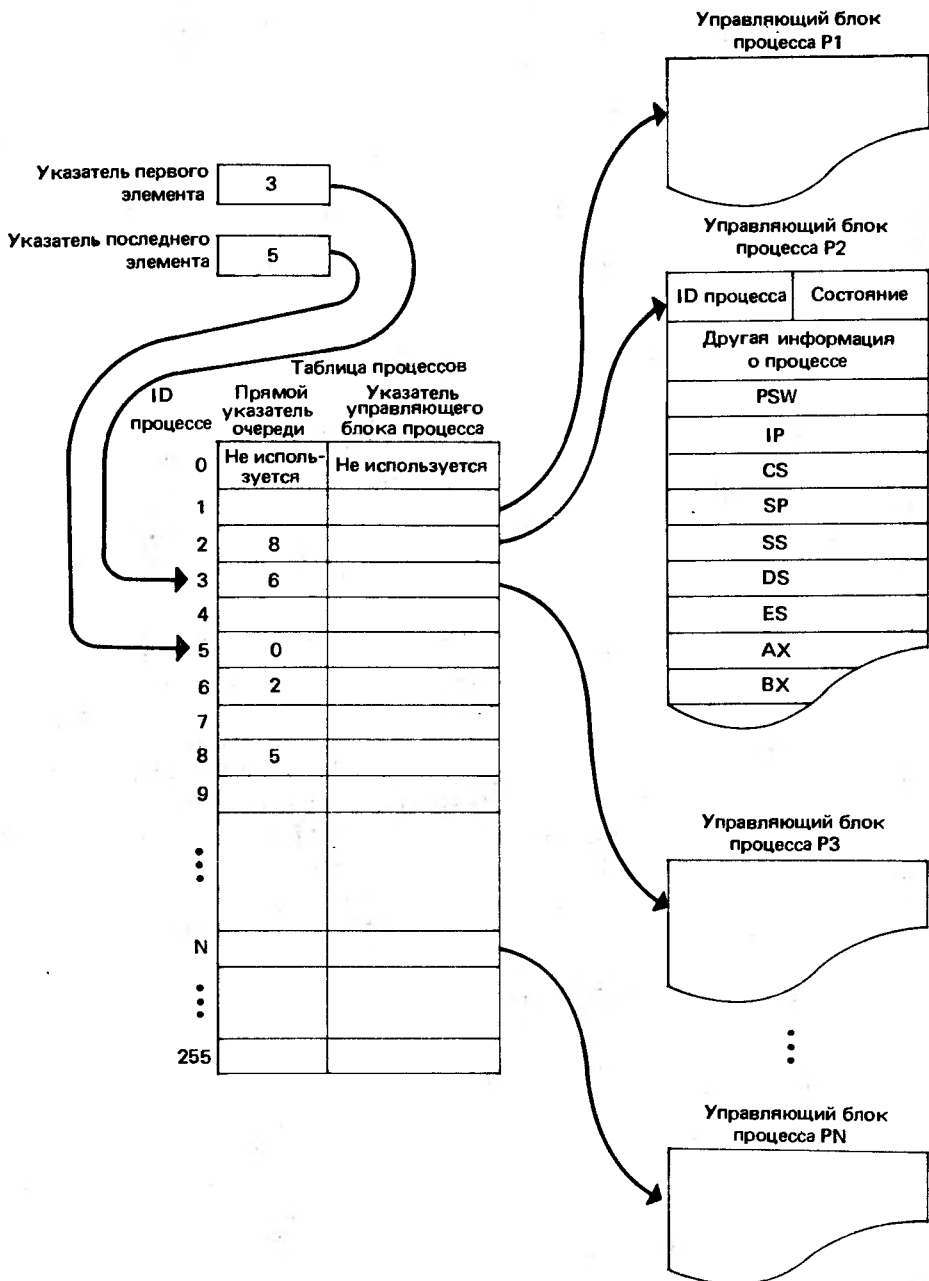 Управляющий блок
процесса P1
Указатель первого
элемента
3
Указатель последнего
элемента
5
Управляющий блок
процесса P2
ID процесса Состояние
Другая информация
о процессе
PSW
IP
CS
SP
SS
DS
ES
AX
BX
Таблица процессов
ID
процессе
Прямой
указатель
очереди
Указатель
управляющего
блока процесса
0 Не исполь-
зуется
Не используется
1
2 8
3 6
4
5 0
6 2
7
8 5
9
N
255
Управляющий блок
процесса P3
Управляющий блок
процесса PN